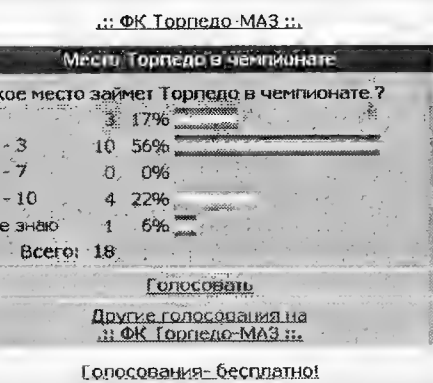 .:: ФК Торпедо-МАЗ ::.
Место Торпедо в чемпионате
кое место займет Торпедо в чемпионате ?
3 17%
- 3 10 56%
- 7 0 0%
- 10 4 22%
е знаю 1 6%
Всего: 18
Голосовать
Другие голосования на
.:: ФК Торпедо-МАЗ ::.
Голосования- бесплатно!